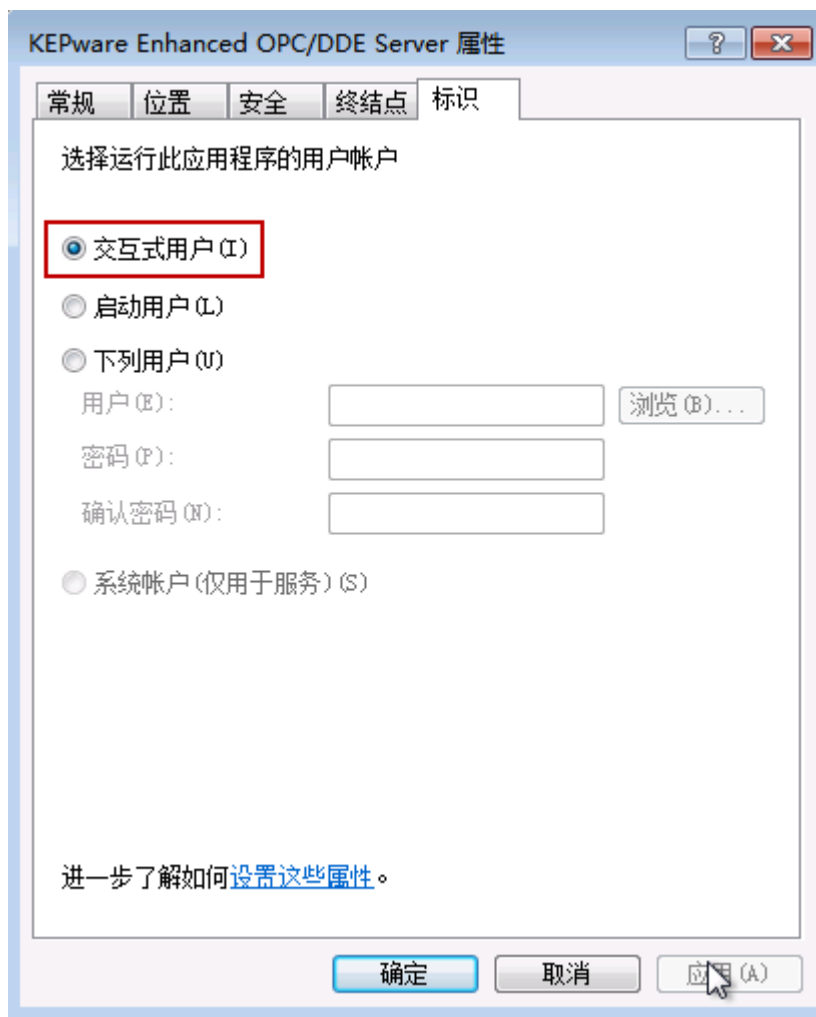 KEPware Enhanced OPC/DDE Server 属性
常规 位置 安全 终结点 标识
选择运行此应用程序的用户帐户
交互式用户(I)
启动用户(L)
下列用户(U)
用户(E): 浏览(B)...
密码(P):
确认密码(N):
系统帐户(仅用于服务)(S)
进一步了解如何设置这些属性。
确定 取消 应用(A)